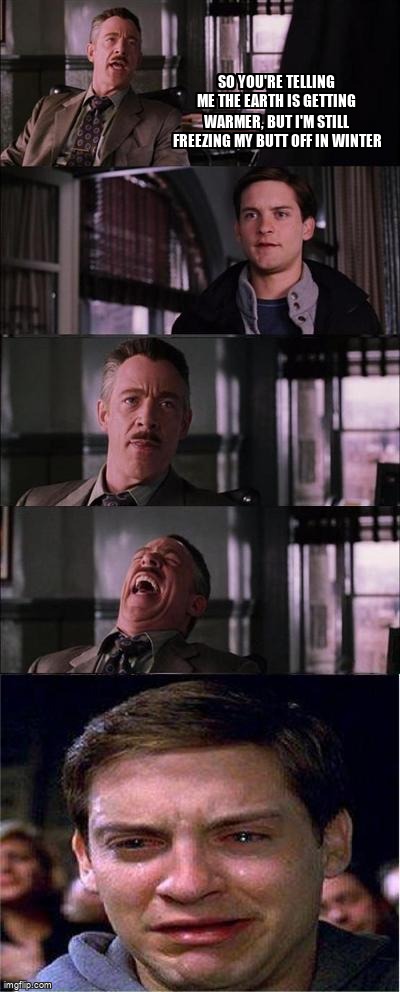 SO YOU'RE TELLING
ME THE EARTH IS GETTING
WARMER, BUT I'M STILL
FREEZING MY BUTT OFF IN WINTER
imgflip.com